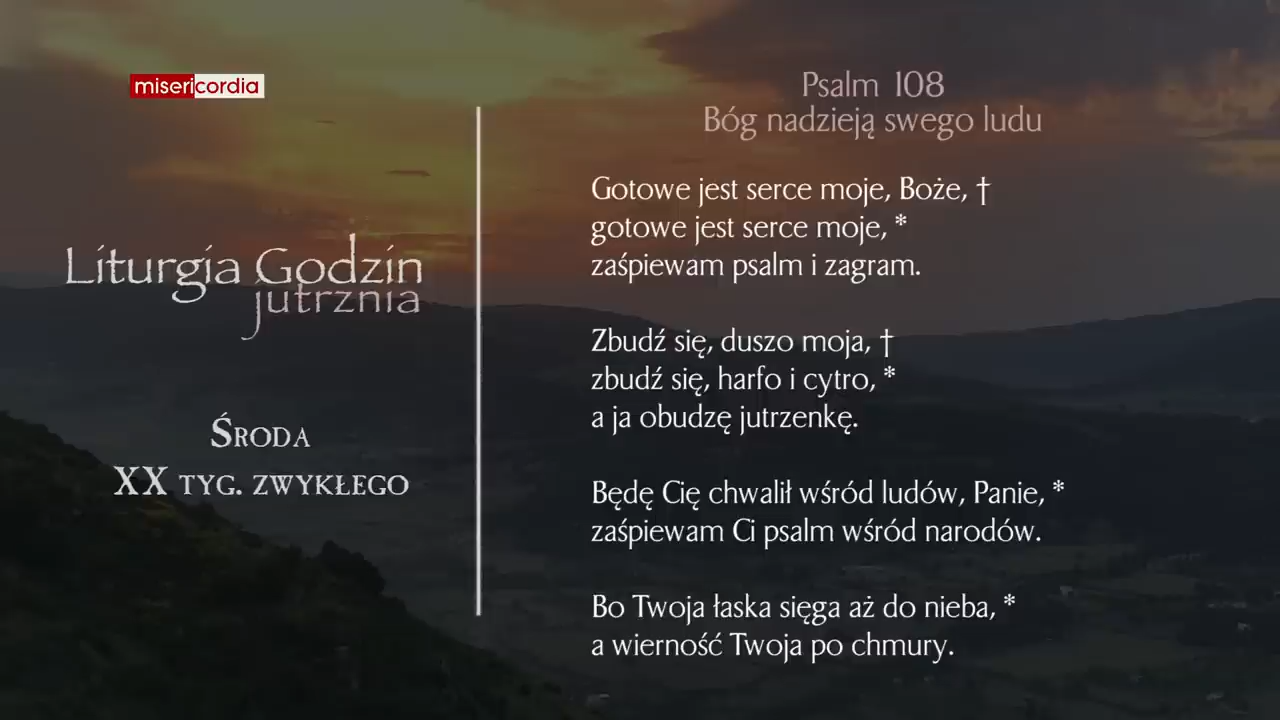 misericordia
Liturgia Godzin
jutrznia
Środa
XX tyg. zwykłego
Psalm 108
Bóg nadzieją swego ludu
Gotowe jest serce moje, Boże, †
gotowe jest serce moje, *
zaśpiewam psalm i zagram.
Zbudź się, duszo moja, †
zbudź się, harfo i cytro, *
a ja obudzę jutrzenkę.
Będę Cię chwalił wśród ludów, Panie, *
zaśpiewam Ci psalm wśród narodów.
Bo Twoja łaska sięga aż do nieba, *
a wierność Twoja po chmury.